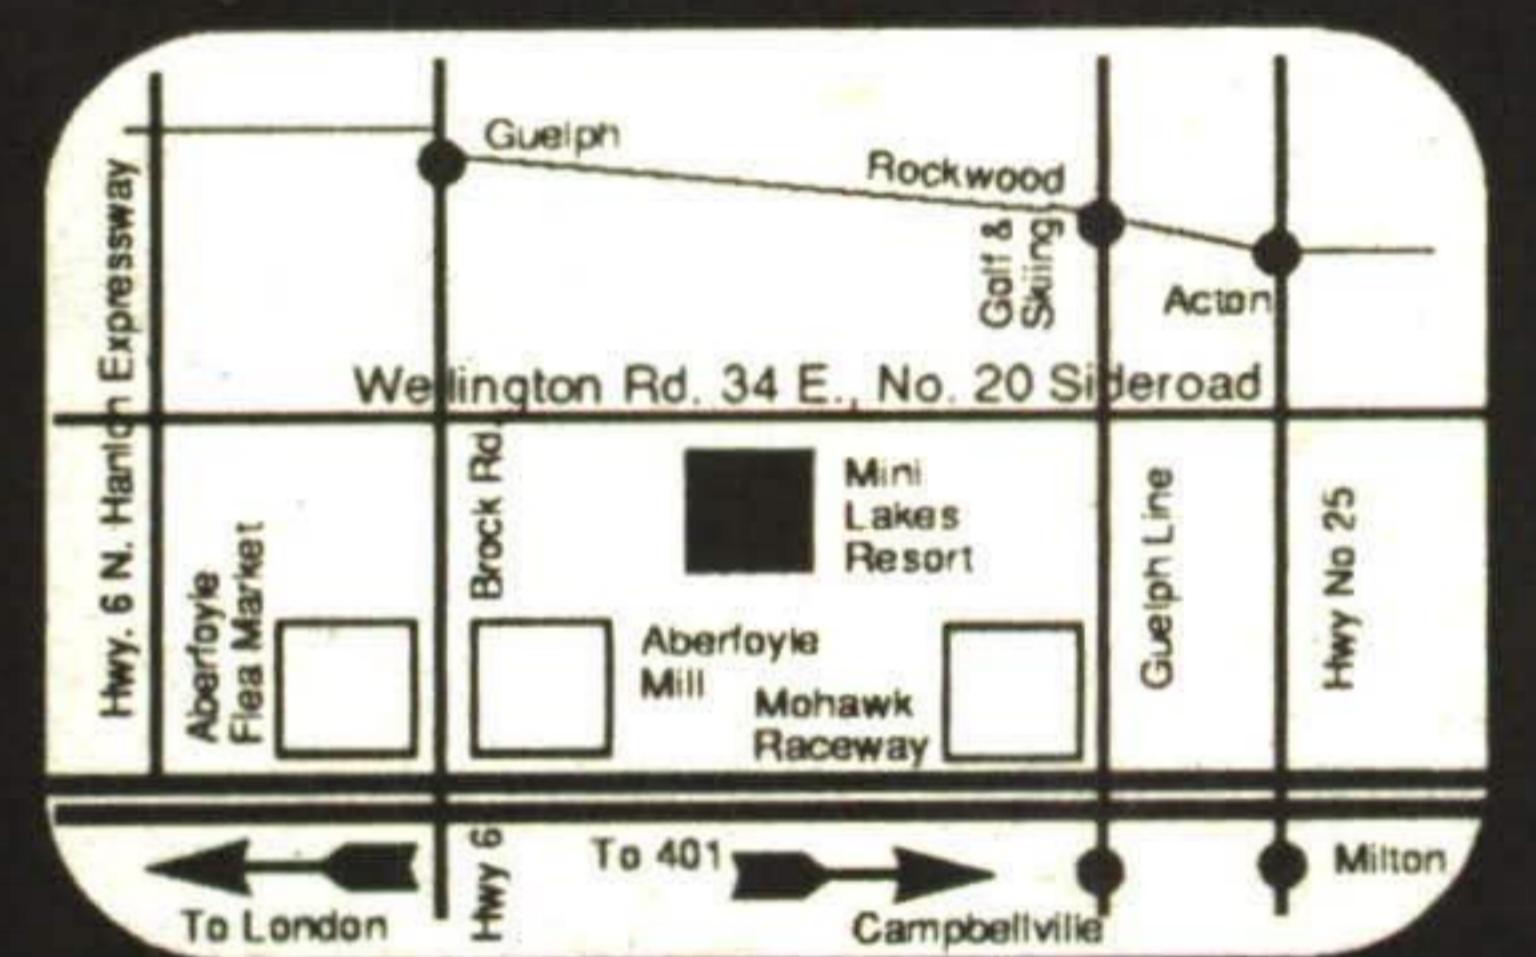 Guelph
Rockwood
Golf &
Skiing
Acton
Hwy. 6 N. Hanlon Expressway
Wellington Rd. 34 E., No. 20 Sideroad
Brock Rd.
Mini
Lakes
Resort
Guelph Line
Hwy No 25
Aberfoyle
Flea Market
Aberfoyle
Mill
Mohawk
Raceway
Hwy 6
To 401
Milton
To London
Campbellville